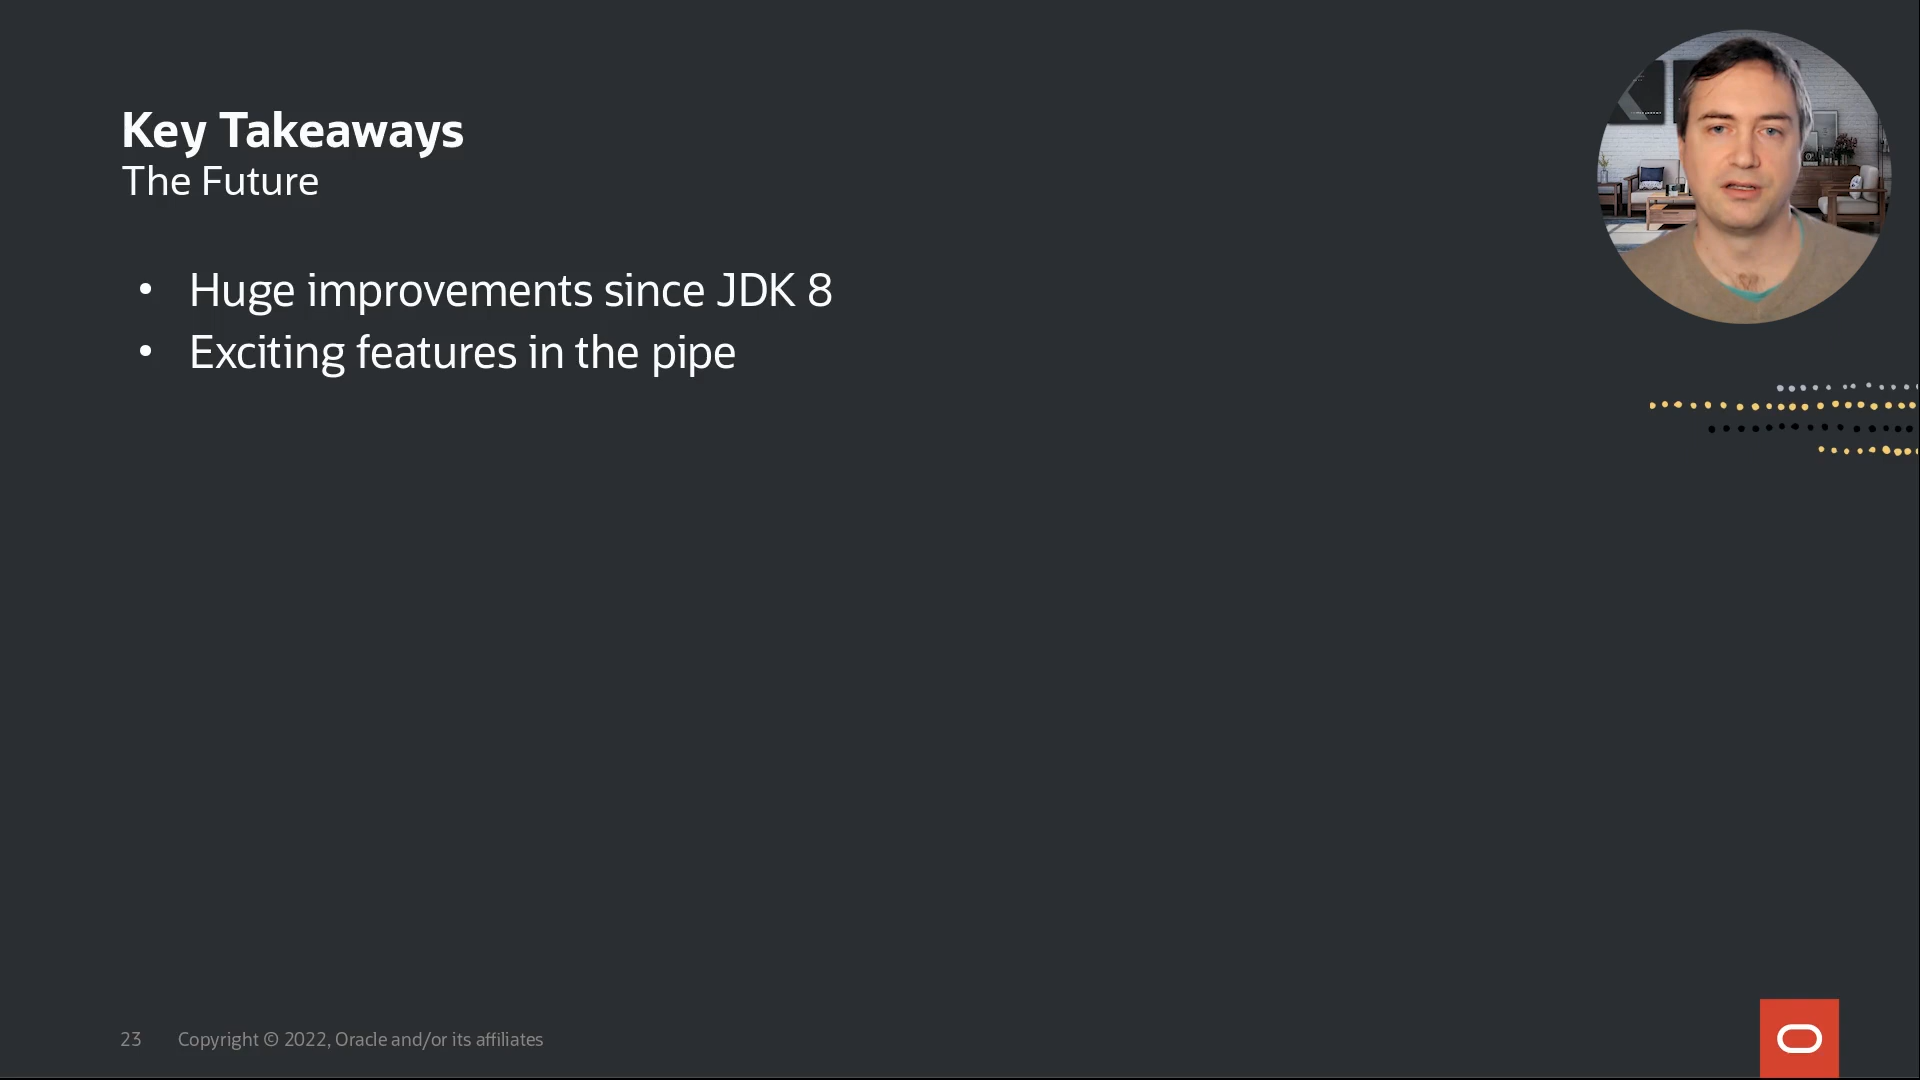 Key Takeaways
The Future
• Huge improvements since JDK 8
• Exciting features in the pipe
23 Copyright © 2022, Oracle and/or its affiliates